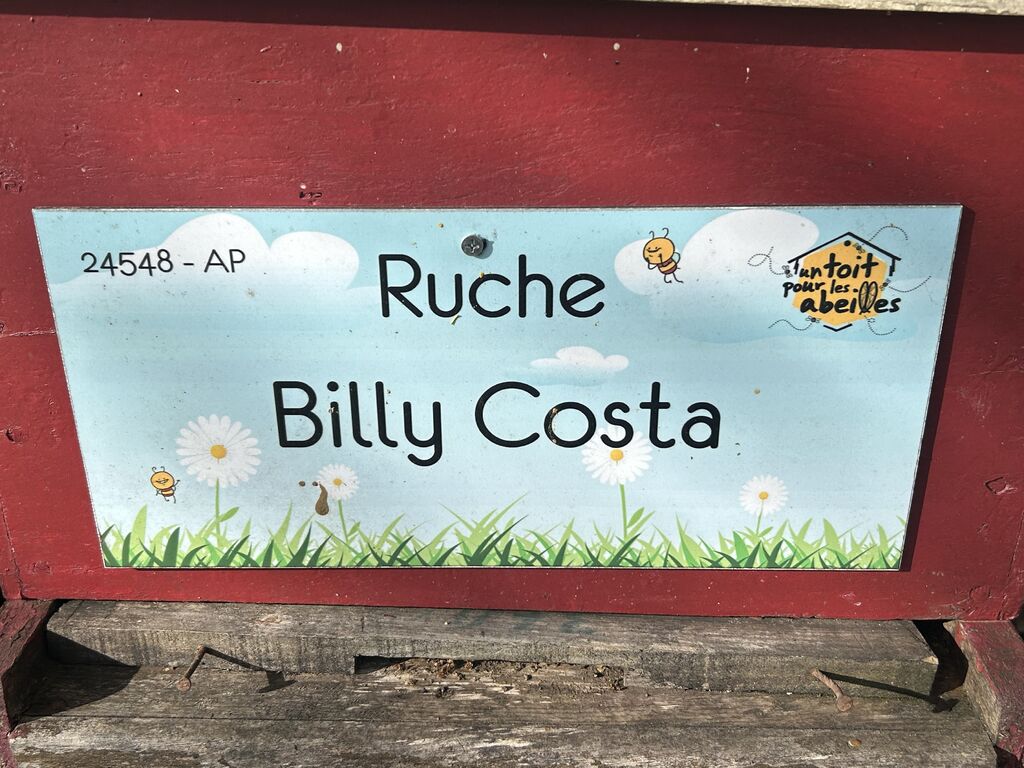 24548 - AP
Ruche
un toit
pour les
abeilles
Billy Costa